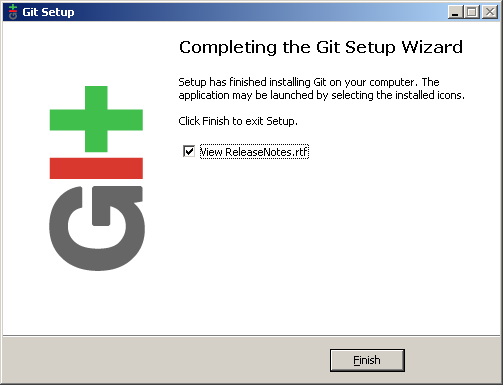 Git Setup
Completing the Git Setup Wizard
Setup has finished installing Git on your computer. The
application may be launched by selecting the installed icons.
Click Finish to exit Setup.
View ReleaseNotes.rtf
GIt
Finish